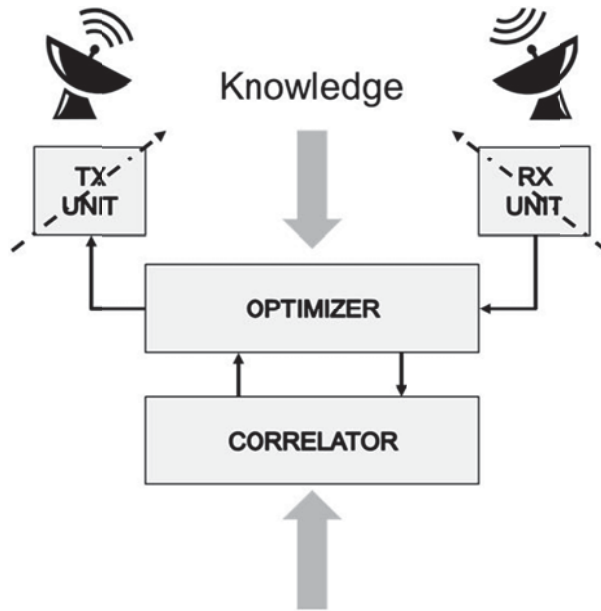 Knowledge
TX
UNIT
RX
UNIT
OPTIMIZER
CORRELATOR